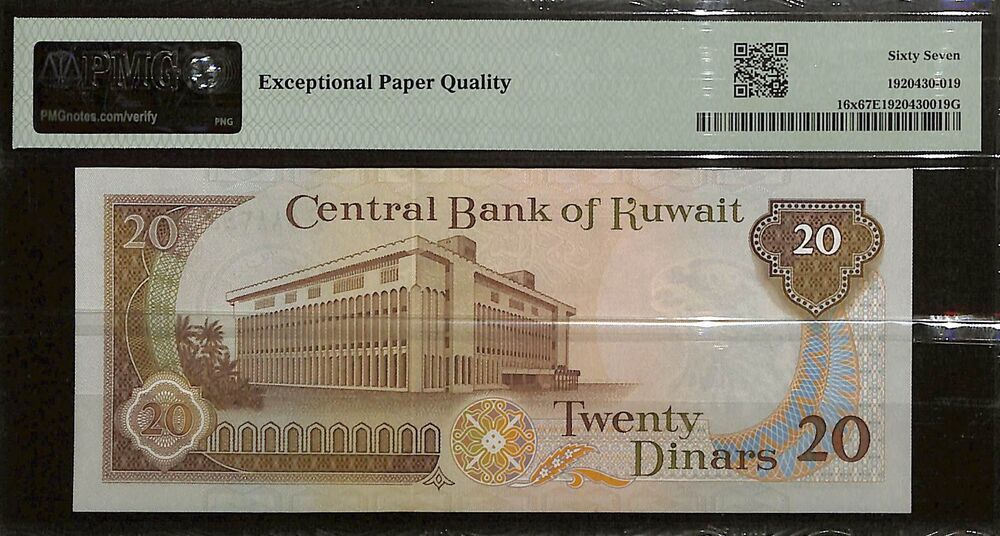 PMG
PMGnotes.com/verify
PNG
Exceptional Paper Quality
Sixty Seven
1920430-019
16x67E1920430019G
Central Bank of Kuwait
20
20
20
Twenty
Dinars
20